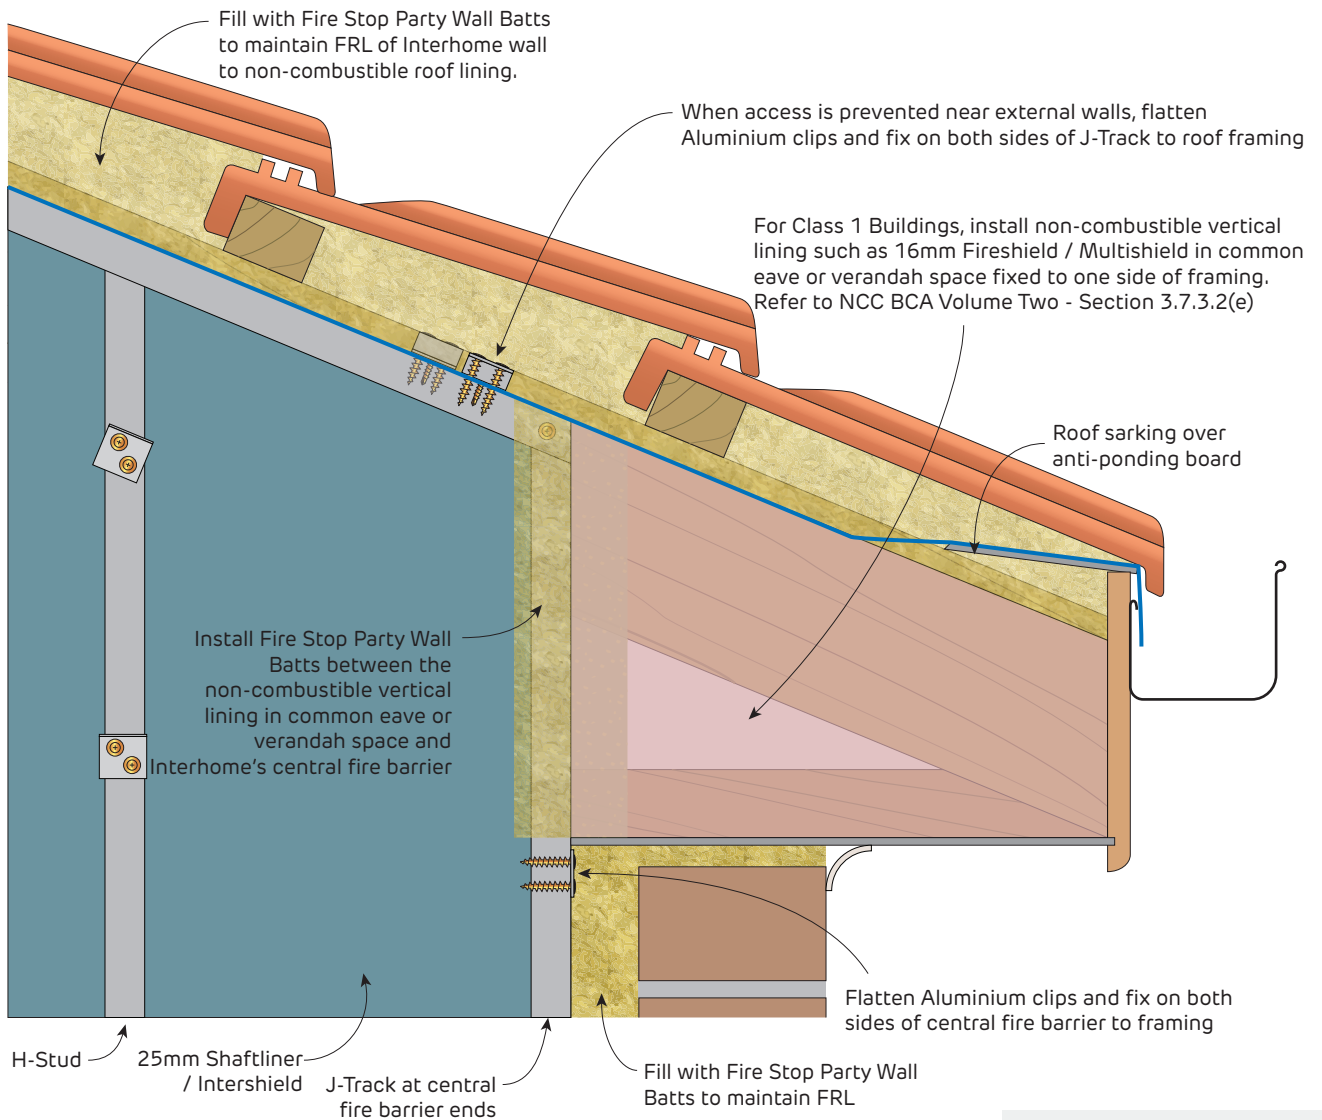 Fill with Fire Stop Party Wall Batts
to maintain FRL of Interhome wall
to non-combustible roof lining.
When access is prevented near external walls, flatten
Aluminium clips and fix on both sides of J-Track to roof framing
For Class 1 Buildings, install non-combustible vertical
lining such as 16mm Fireshield / Multishield in common
eave or verandah space fixed to one side of framing.
Refer to NCC BCA Volume Two - Section 3.7.3.2(e)
Roof sarking over
anti-ponding board
Install Fire Stop Party Wall
Batts between the
non-combustible vertical
lining in common eave or
verandah space and
Interhome's central fire barrier
Flatten Aluminium clips and fix on both
sides of central fire barrier to framing
H-Stud
25mm Shaftliner
/ Intershield
J-Track at central
fire barrier ends
Fill with Fire Stop Party Wall
Batts to maintain FRL